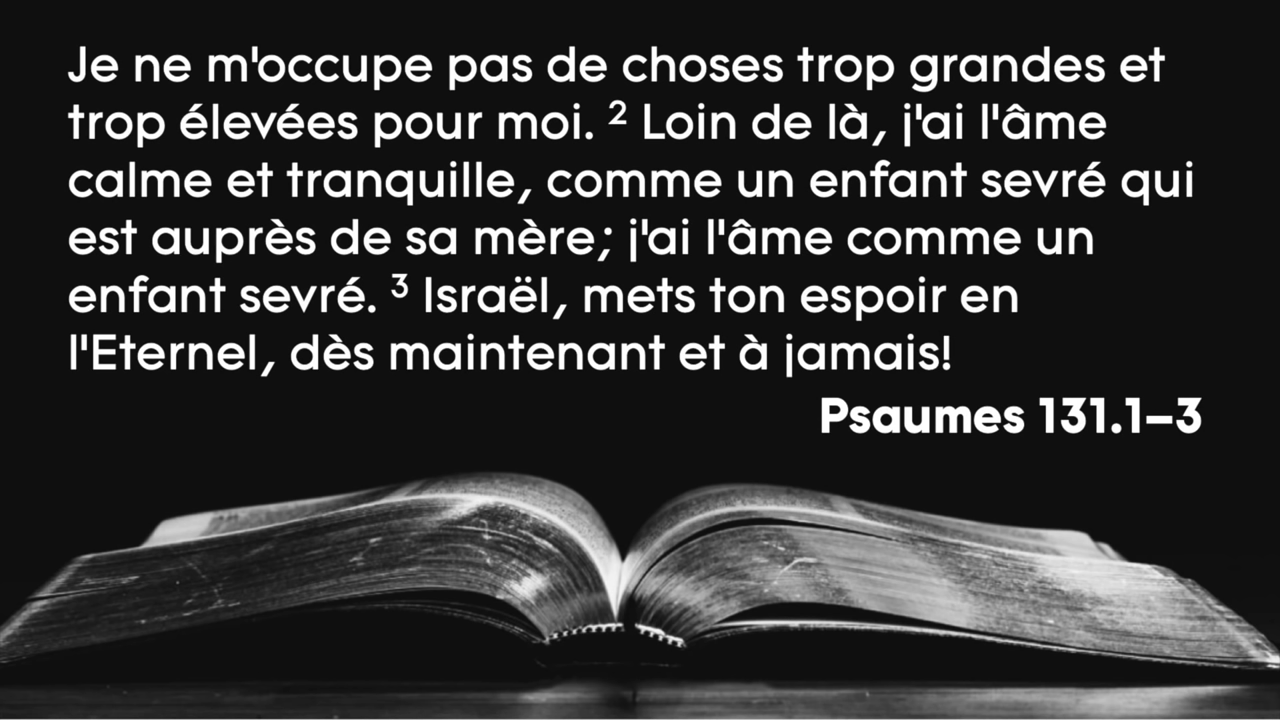 Je ne m'occupe pas de choses trop grandes et
trop élevées pour moi. ² Loin de là, j'ai l'âme
calme et tranquille, comme un enfant sevré qui
est auprès de sa mère; j'ai l'âme comme un
enfant sevré. ³ Israël, mets ton espoir en
l'Eternel, dès maintenant et à jamais!
Psaumes 131.1–3